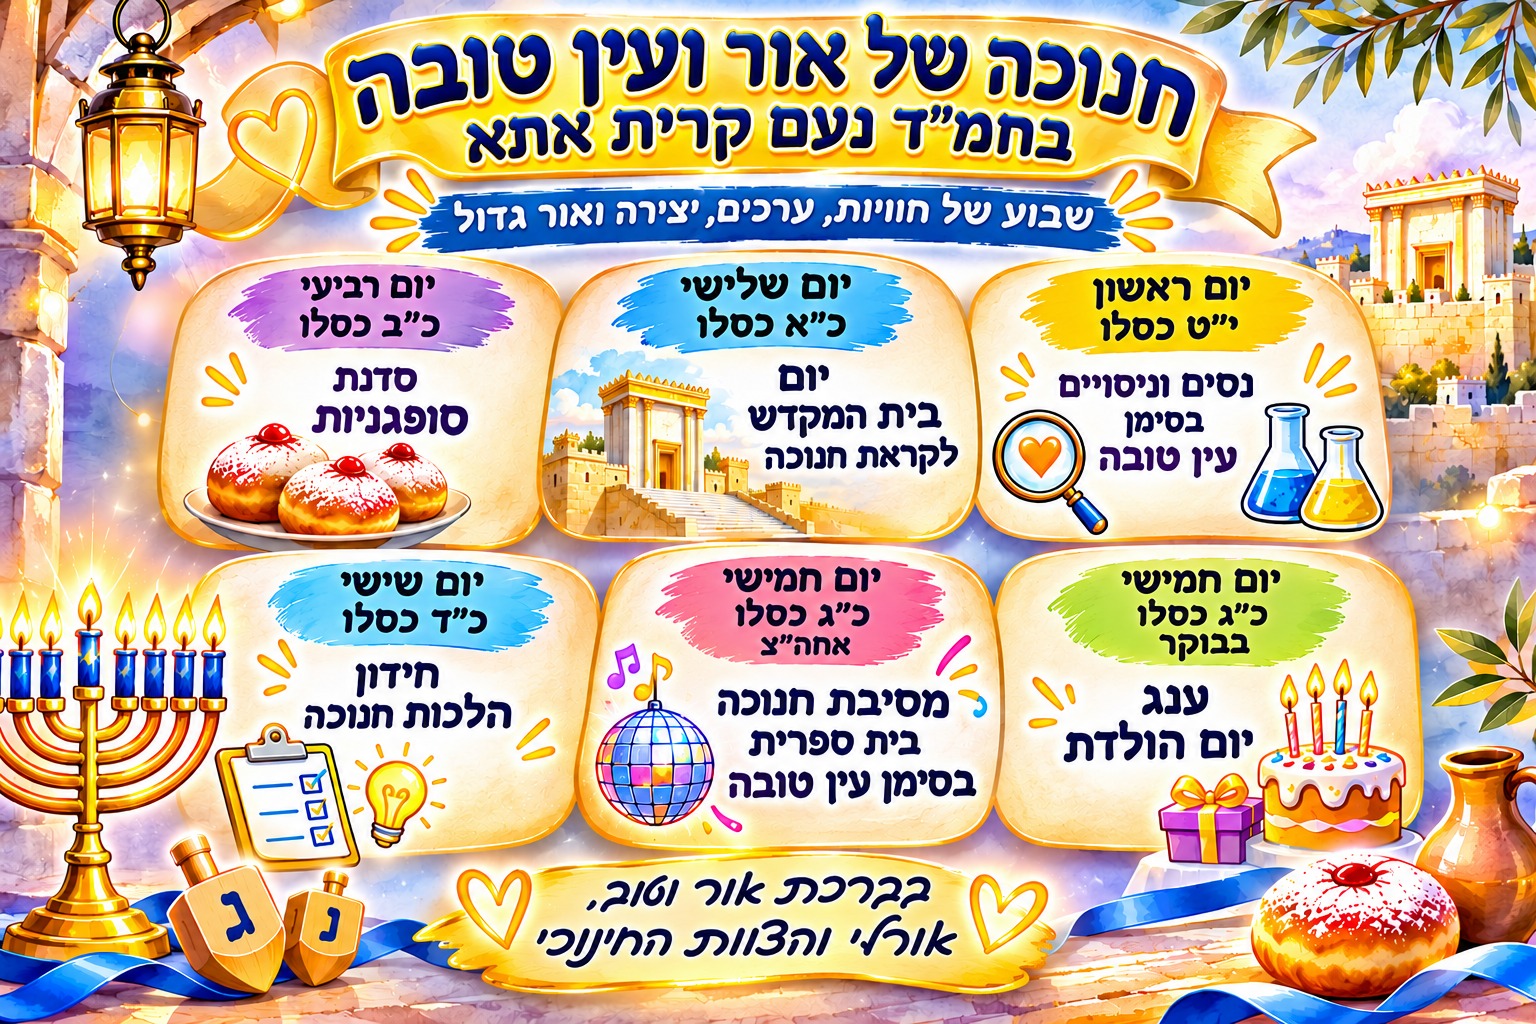 חנוכה של אור ועין טובה
בחמ״ד נעם קרית אתא
שבוע של חוויות, ערכים, יצירה ואור גדול
יום ראשון
י״ט כסלו
נסים וניסויים
בסימן
עין טובה
יום שלישי
כ״א כסלו
יום
בית המקדש
לקראת חנוכה
יום רביעי
כ״ב כסלו
סדנת
סופגניות
יום חמישי
כ״ג כסלו
בבוקר
ענג
יום הולדת
יום חמישי
כ״ג כסלו
אחה״צ
מסיבת חנוכה
בית ספרית
בסימן עין טובה
יום שישי
כ״ד כסלו
חידון
הלכות חנוכה
בברכת אור וטוב,
אורלי והצוות החינוכי
ג
נ